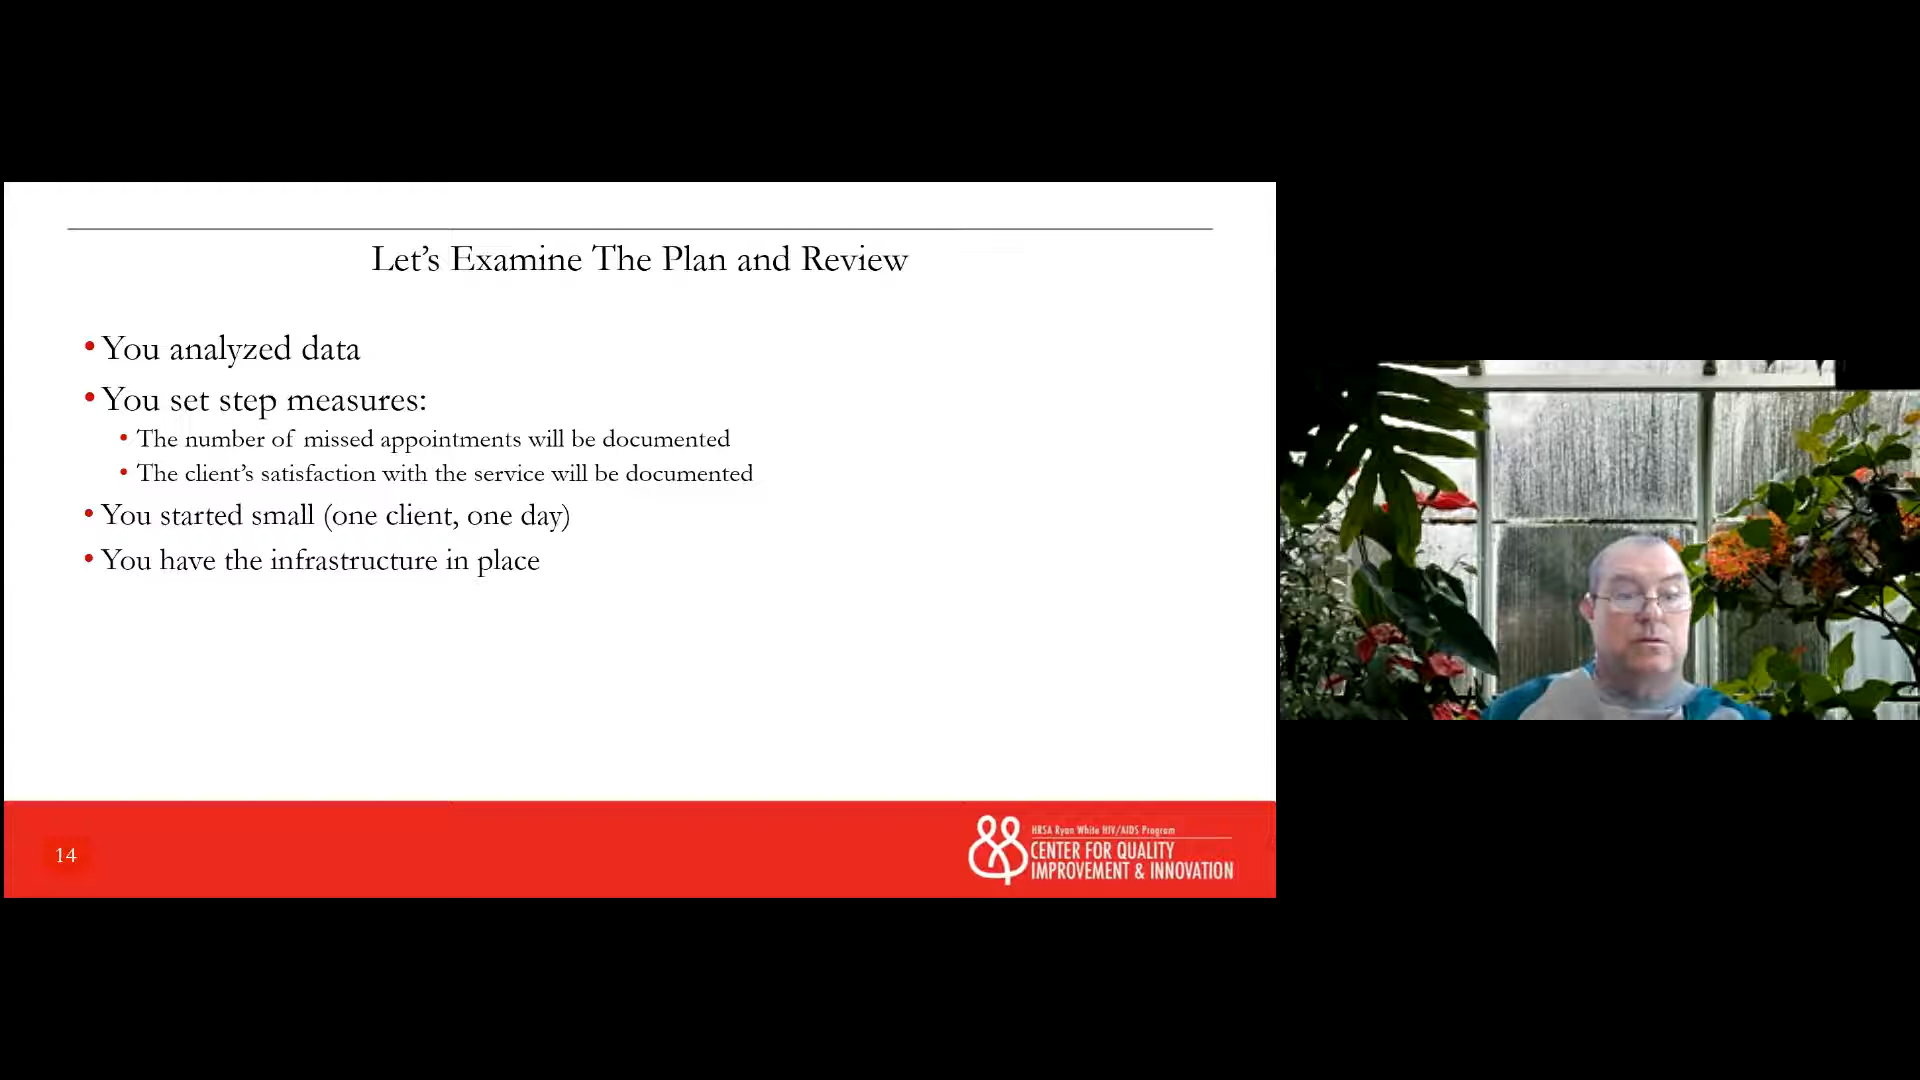 Let's Examine The Plan and Review
• You analyzed data
• You set step measures:
• The number of missed appointments will be documented
• The client's satisfaction with the service will be documented
• You started small (one client, one day)
• You have the infrastructure in place
14
HRSA Ryan White HIV/AIDS Program
CENTER FOR QUALITY
IMPROVEMENT & INNOVATION